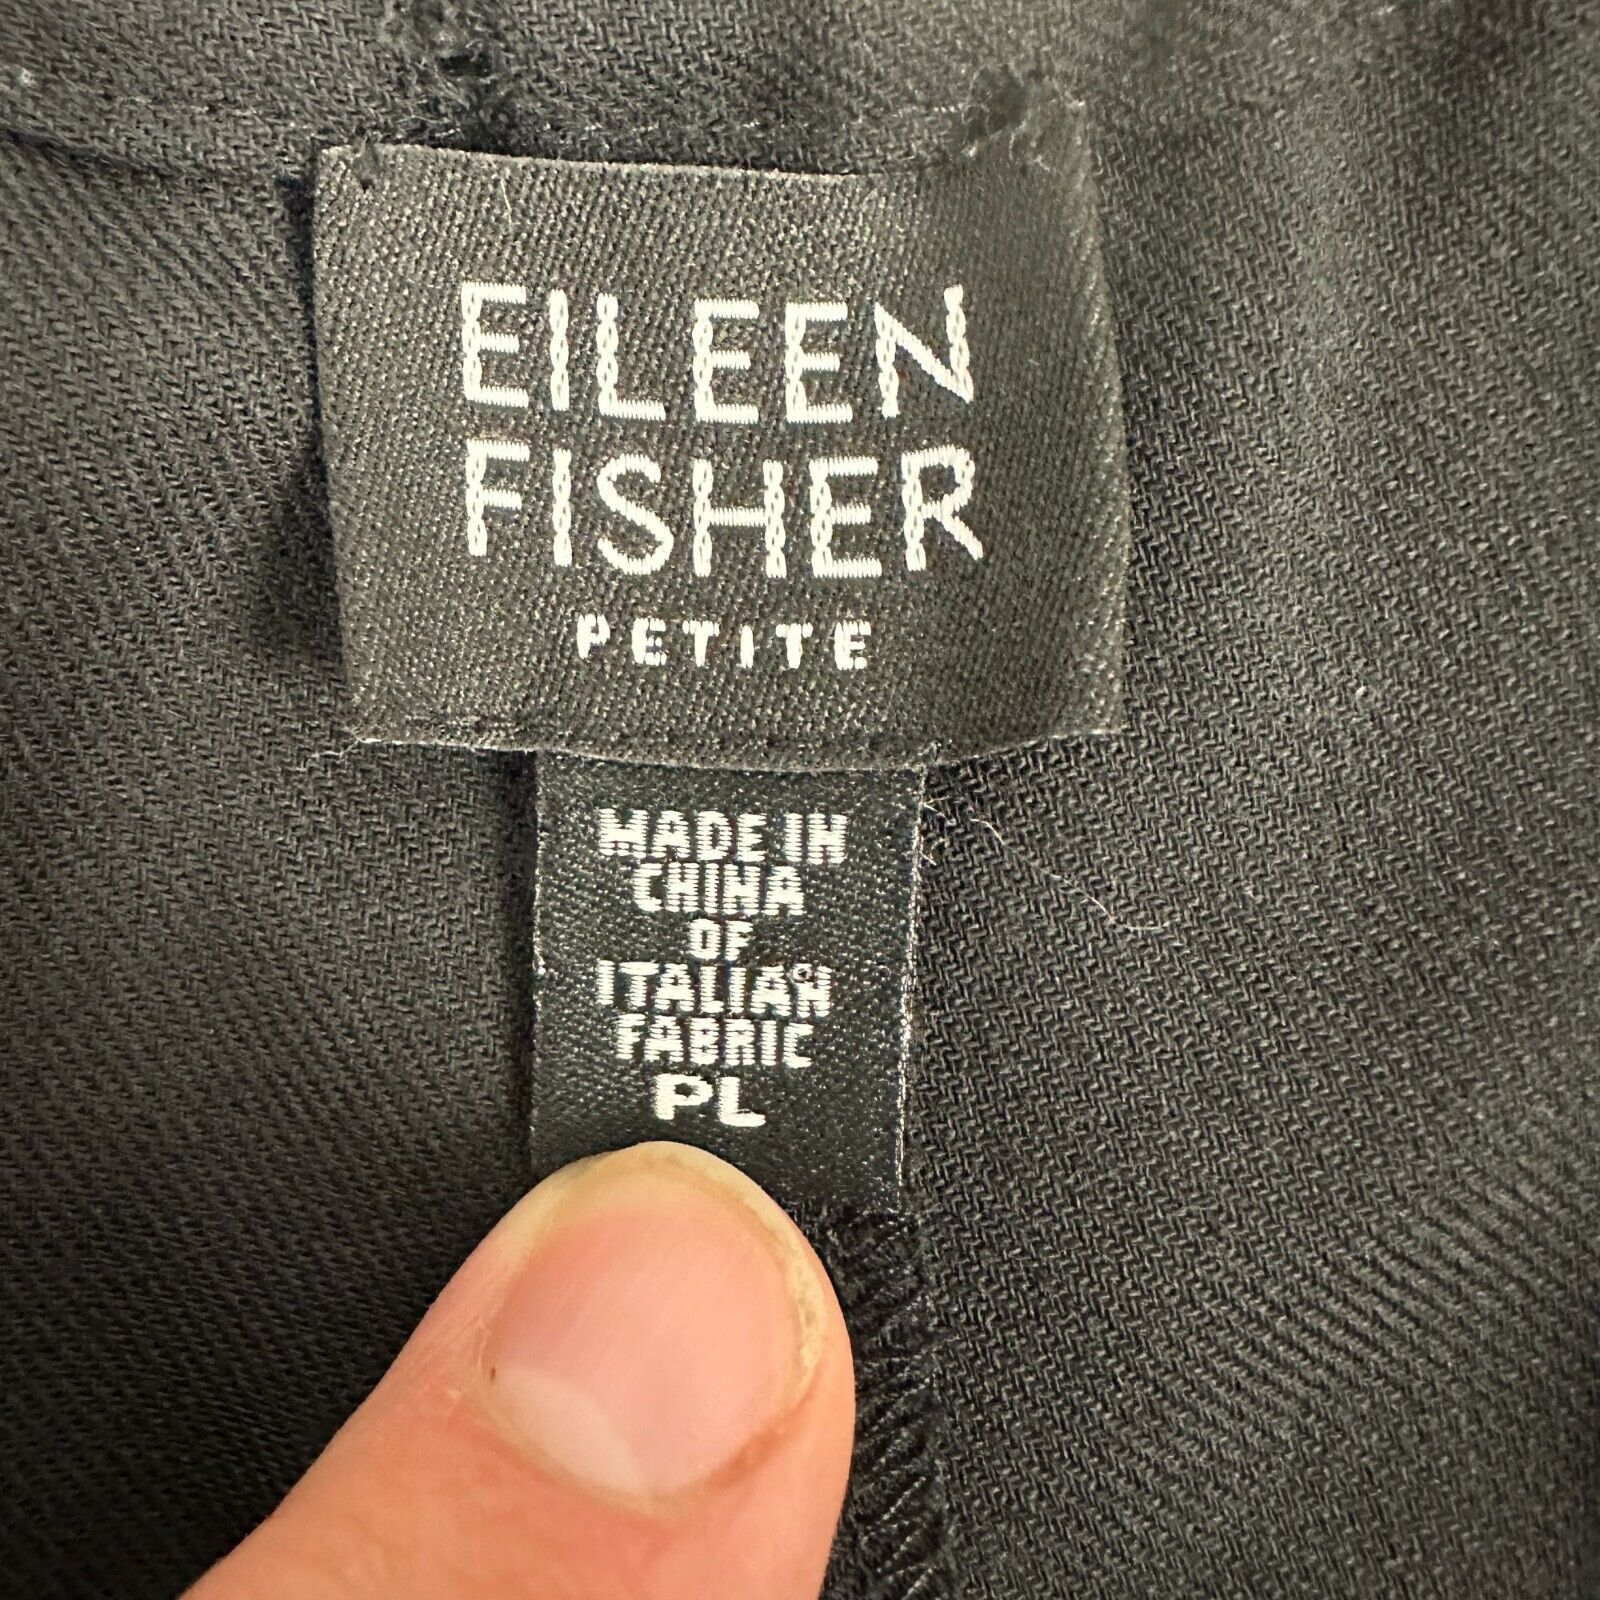 EILEEN
FISHER
PETITE
MADE IN
CHINA
OF
ITALIAN
FABRIC
PL